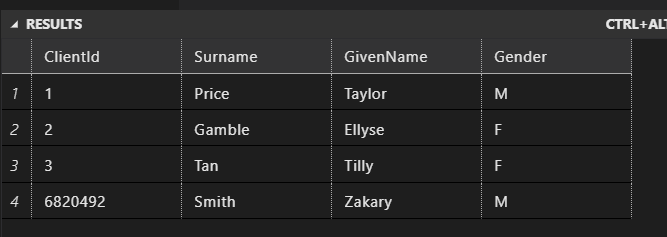 RESULTS CTRL+ALT
ClientId Surname GivenName Gender
1 1 Price Taylor M
2 2 Gamble Ellyse F
3 3 Tan Tilly F
4 6820492 Smith Zakary M